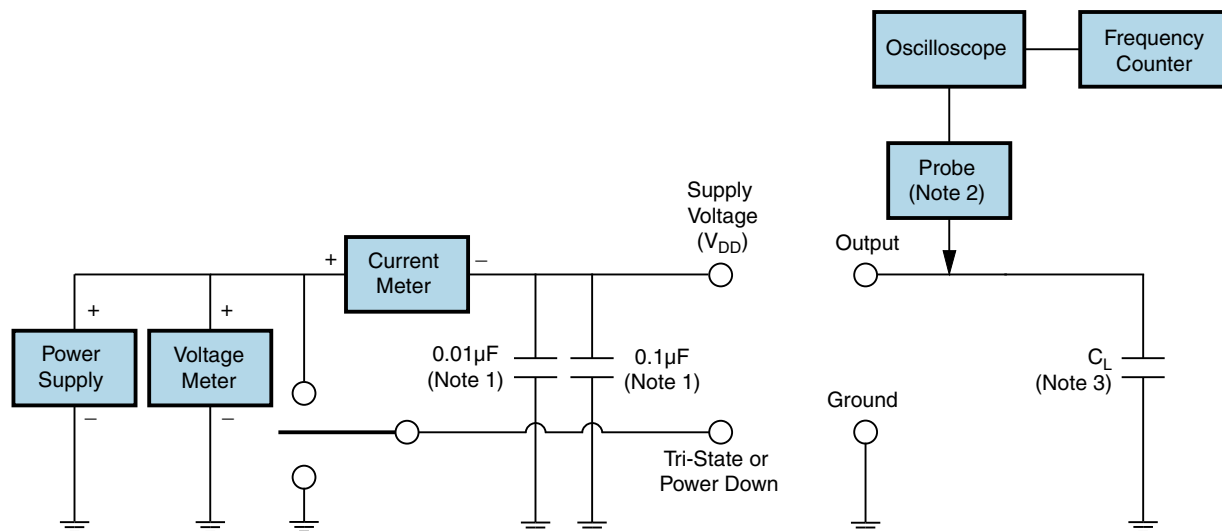 Oscilloscope
Frequency
Counter
Probe
(Note 2)
Supply
Voltage
(V_DD)
Output
+
Current
Meter
–
+
Power
Supply
–
+
Voltage
Meter
–
0.01µF
(Note 1)
0.1µF
(Note 1)
C_L
(Note 3)
Ground
Tri-State or
Power Down